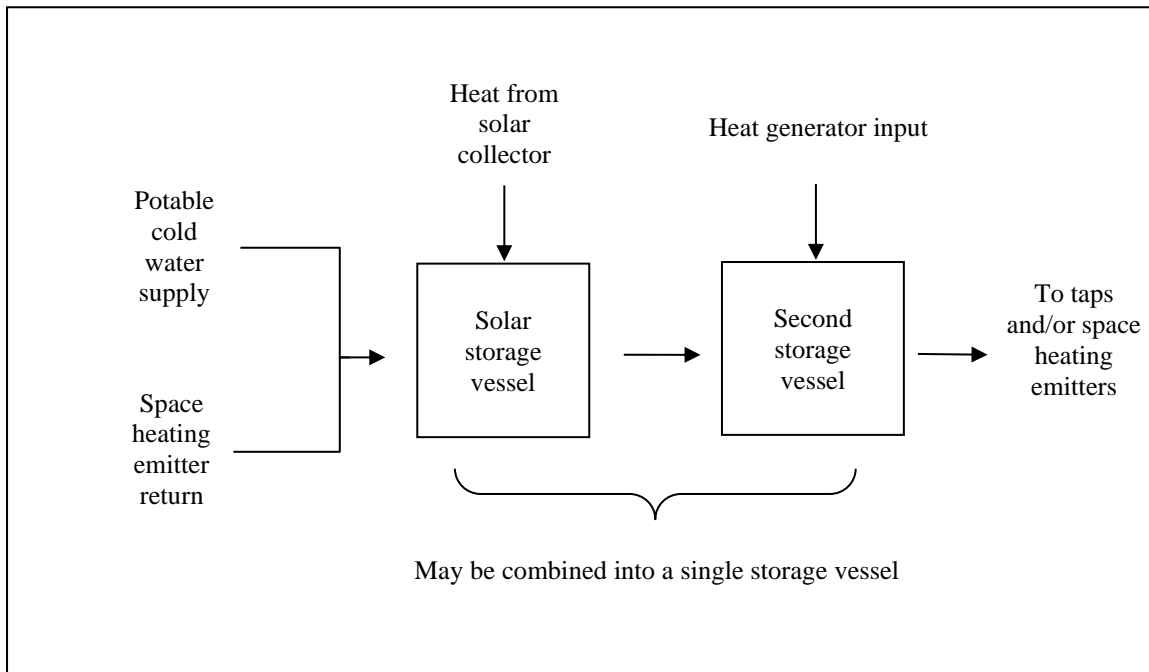 Heat from
solar
collector
Heat generator input
Potable
cold
water
supply
Solar
storage
vessel
Second
storage
vessel
To taps
and/or space
heating
emitters
Space
heating
emitter
return
May be combined into a single storage vessel